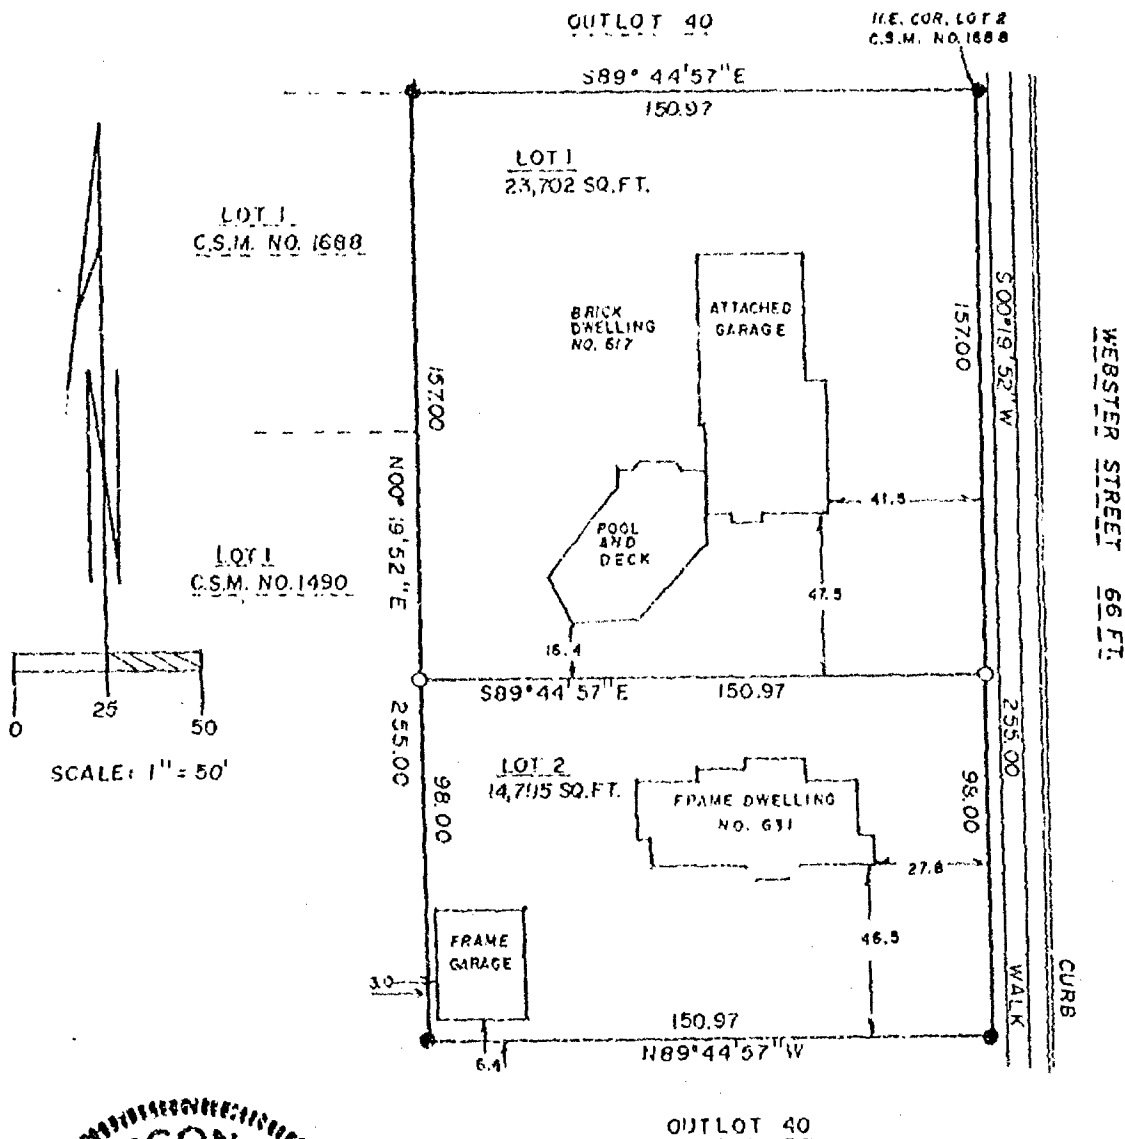 OUTLOT 40
N.E. COR. LOT 2
C.S.M. NO. 1688
S89° 44'57"E
150.97
LOT 1
23,702 SQ.FT.
LOT 1
C.S.M. NO. 1688
BRICK
DWELLING
NO. 617
ATTACHED
GARAGE
157.00
157.00
S00°19'52"W
WEBSTER STREET 66 FT.
N00°19'52"E
41.5
POOL
AND
DECK
LOT 1
C.S.M. NO. 1490
47.5
16.4
S89°44'57"E
150.97
0
25
50
SCALE: 1" = 50'
255.00
255.00
LOT 2
14,795 SQ.FT.
98.00
98.00
FRAME DWELLING
NO. 631
27.8
FRAME
GARAGE
46.5
3.0
WALK
CURB
150.97
N89°44'57"W
6.4
OUTLOT 40